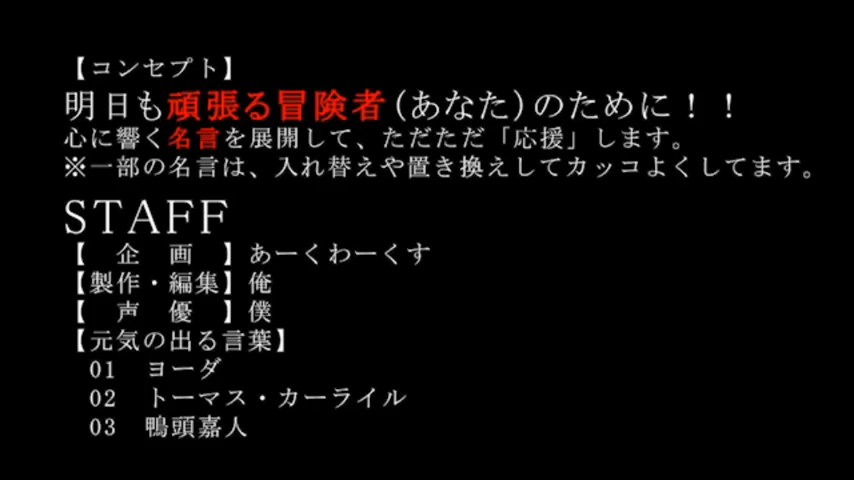 【コンセプト】
明日も頑張る冒険者(あなた)のために！！
心に響く名言を展開して、ただただ「応援」します。
※一部の名言は、入れ替えや置き換えしてカッコよくしてます。
STAFF
【　企　画　】あーくわーくす
【製作・編集】俺
【　声　優　】僕
【元気の出る言葉】
01　ヨーダ
02　トーマス・カーライル
03　鴨頭嘉人